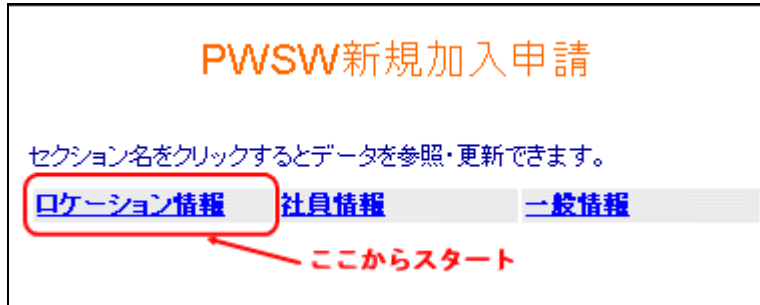 PWSW新規加入申請
セクション名をクリックするとデータを参照・更新できます。
ロケーション情報 社員情報 一般情報
ここからスタート